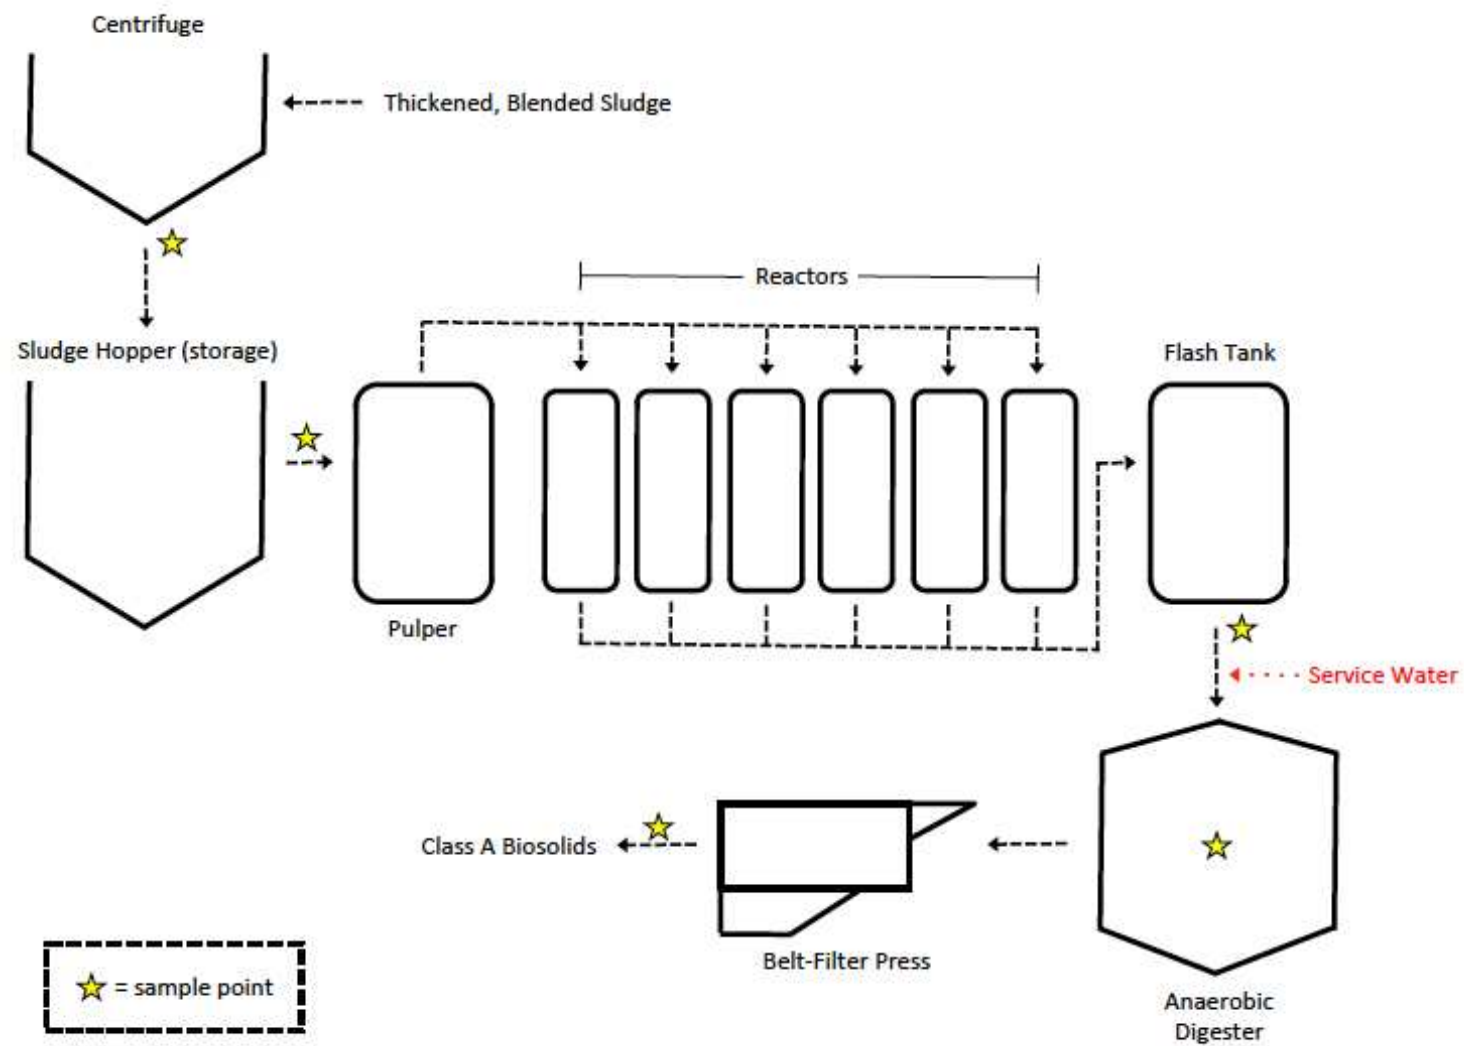 Centrifuge
Thickened, Blended Sludge
Reactors
Sludge Hopper (storage)
Flash Tank
Pulper
Service Water
Class A Biosolids
Belt-Filter Press
= sample point
Anaerobic
Digester